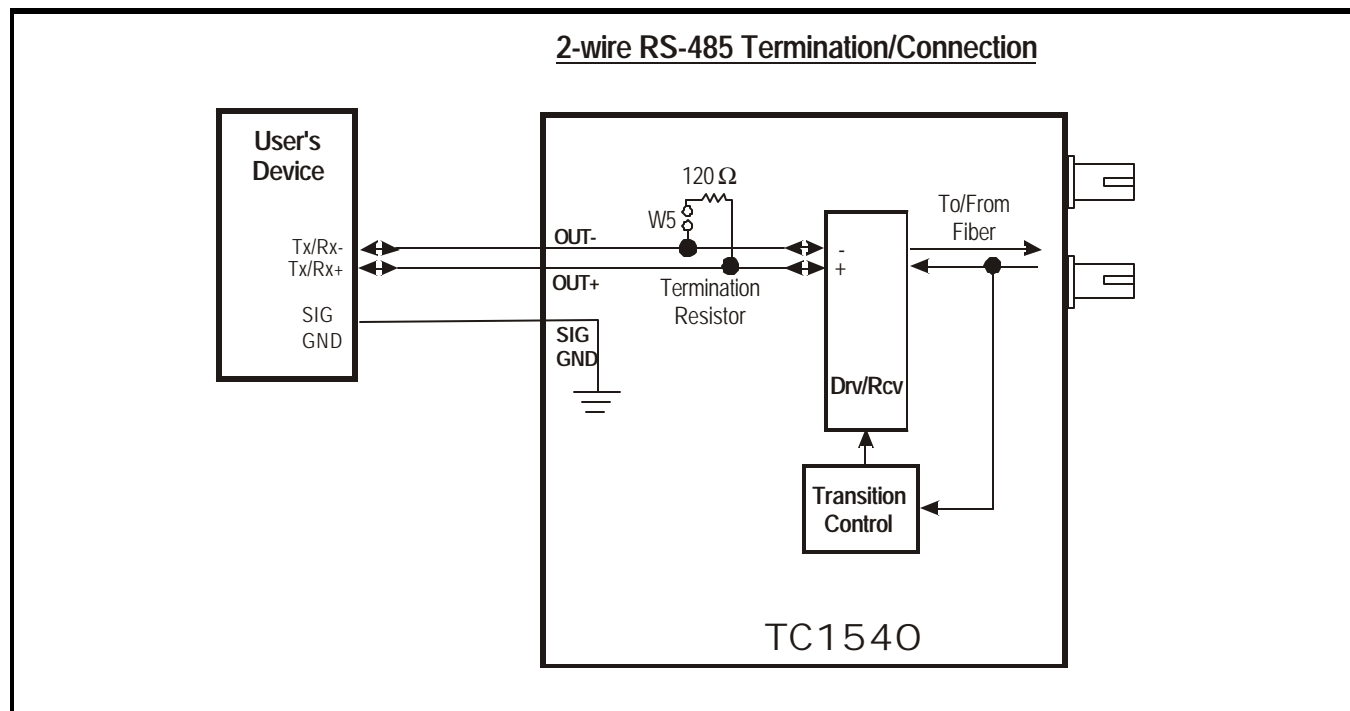 2-wire RS-485 Termination/Connection
User's
Device
Tx/Rx-
Tx/Rx+
SIG
GND
OUT-
OUT+
SIG
GND
120 Ω
W5
Termination
Resistor
-
+
Drv/Rcv
To/From
Fiber
Transition
Control
TC1540